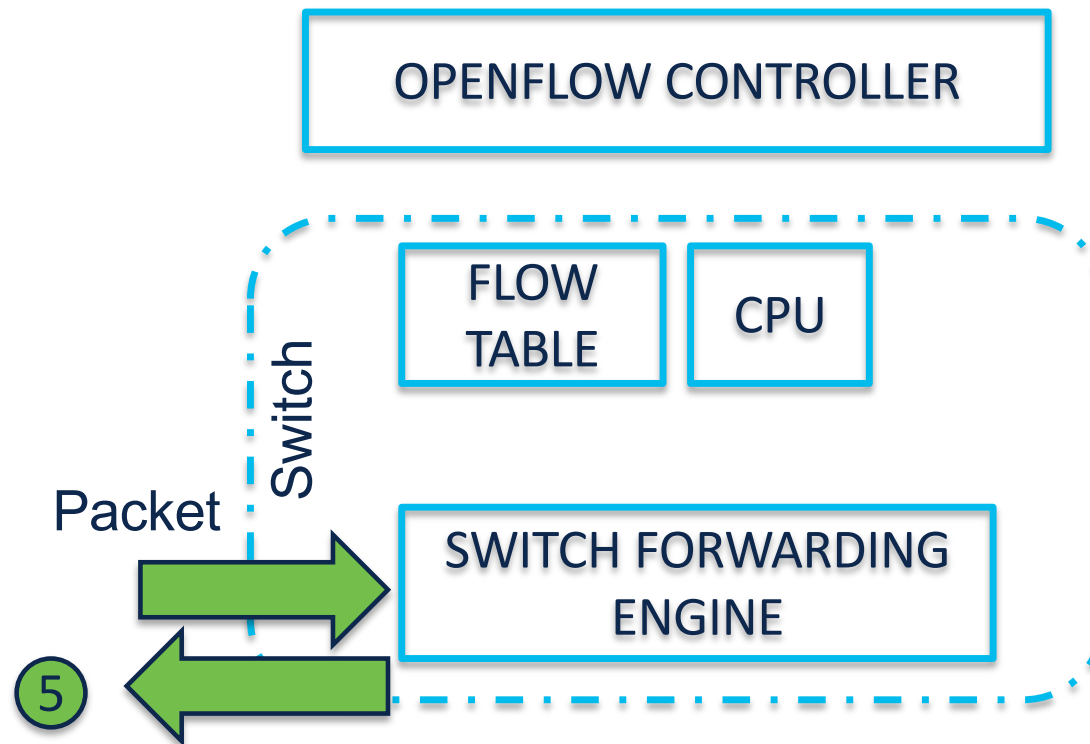 OPENFLOW CONTROLLER
FLOW
TABLE
CPU
Switch
Packet
SWITCH FORWARDING
ENGINE
5